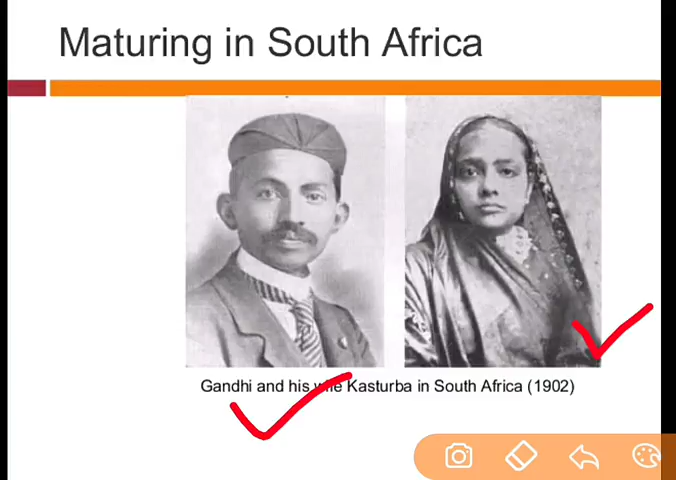 Maturing in South Africa
Gandhi and his wife Kasturba in South Africa (1902)